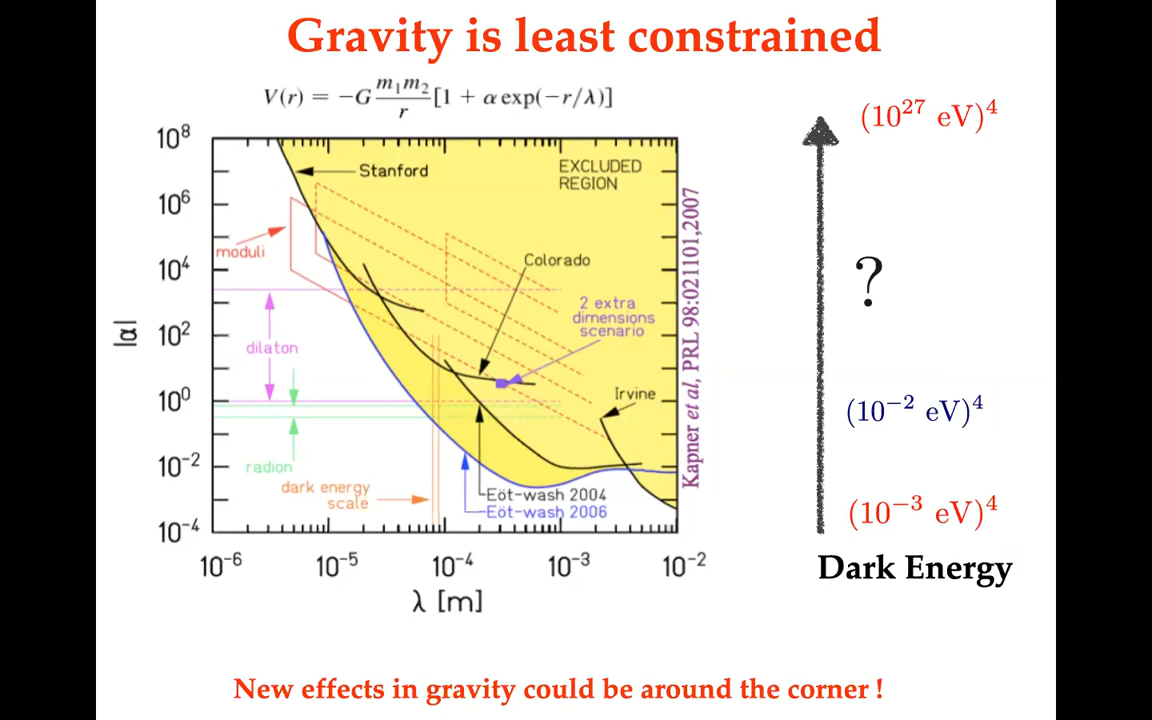 Gravity is least constrained
V(r) = −G m₁m₂/r [1 + α exp(−r/λ)]
(10²⁷ eV)⁴
10⁸
10⁶
10⁴
10²
10⁰
10⁻²
10⁻⁴
|α|
Stanford
EXCLUDED
REGION
moduli
Colorado
2 extra
dimensions
scenario
dilaton
Irvine
radion
dark energy
scale
Eöt-wash 2004
Eöt-wash 2006
10⁻⁶ 10⁻⁵ 10⁻⁴ 10⁻³ 10⁻²
λ [m]
Kapner et al, PRL 98:021101,2007
?
(10⁻² eV)⁴
(10⁻³ eV)⁴
Dark Energy
New effects in gravity could be around the corner !